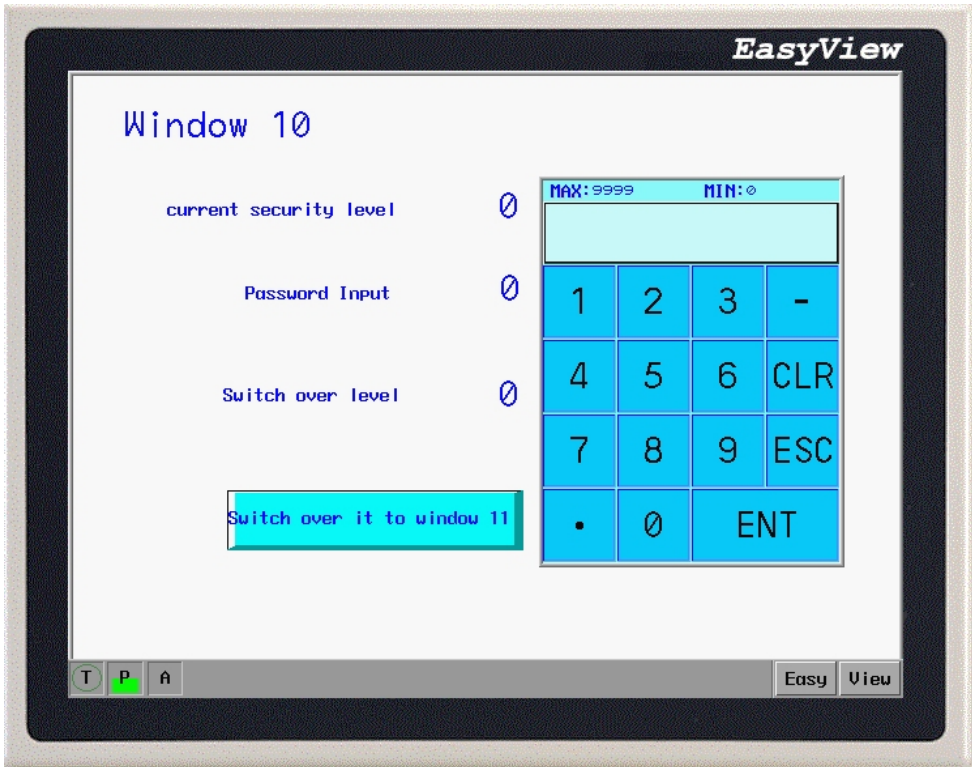 EasyView
Window 10
current security level 0
Password Input 0
Switch over level 0
Switch over it to window 11
MAX:9999 MIN:0
1 2 3 -
4 5 6 CLR
7 8 9 ESC
. 0 ENT
T P A
Easy View